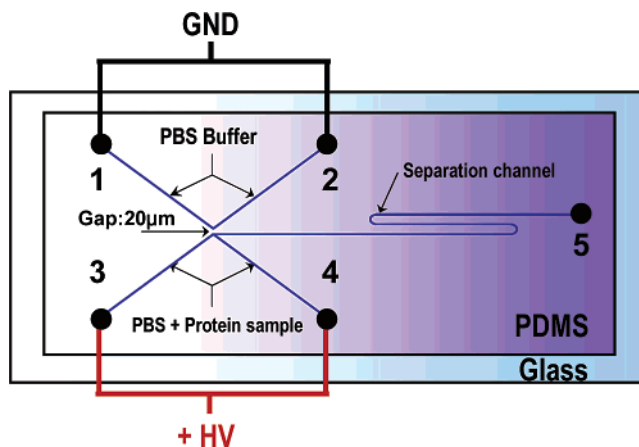 GND
PBS Buffer
1
2
Separation channel
Gap:20µm
5
3
4
PBS + Protein sample
PDMS
Glass
+ HV